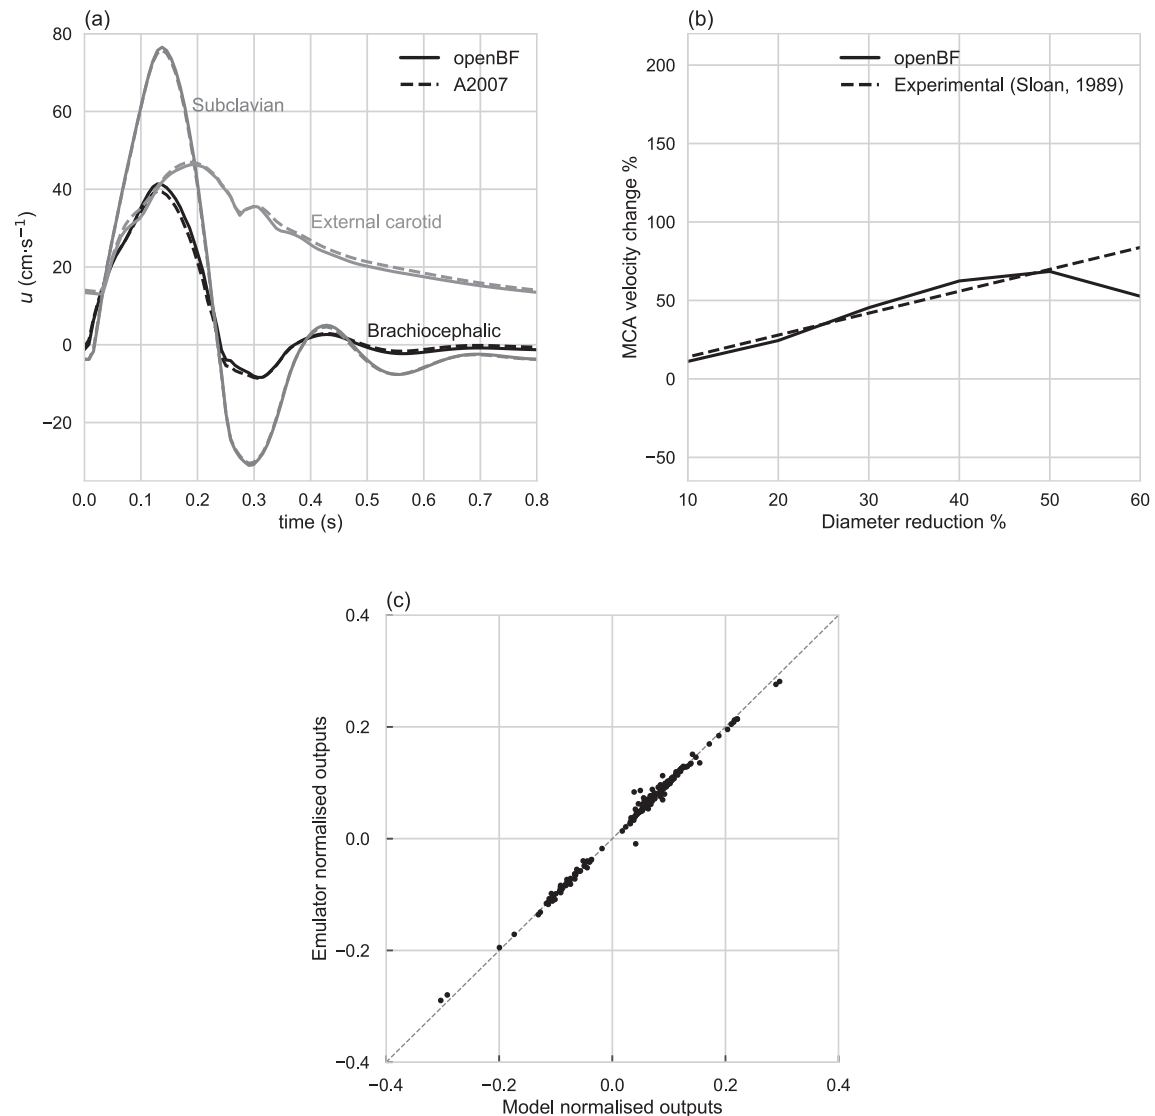 (a)
80
60
40
20
0
−20
u (cm·s⁻¹)
openBF
A2007
Subclavian
External carotid
Brachiocephalic
0.0 0.1 0.2 0.3 0.4 0.5 0.6 0.7 0.8
time (s)
(b)
200
150
100
50
0
−50
MCA velocity change %
openBF
Experimental (Sloan, 1989)
10 20 30 40 50 60
Diameter reduction %
(c)
0.4
0.2
0.0
−0.2
−0.4
Emulator normalised outputs
−0.4 −0.2 0.0 0.2 0.4
Model normalised outputs